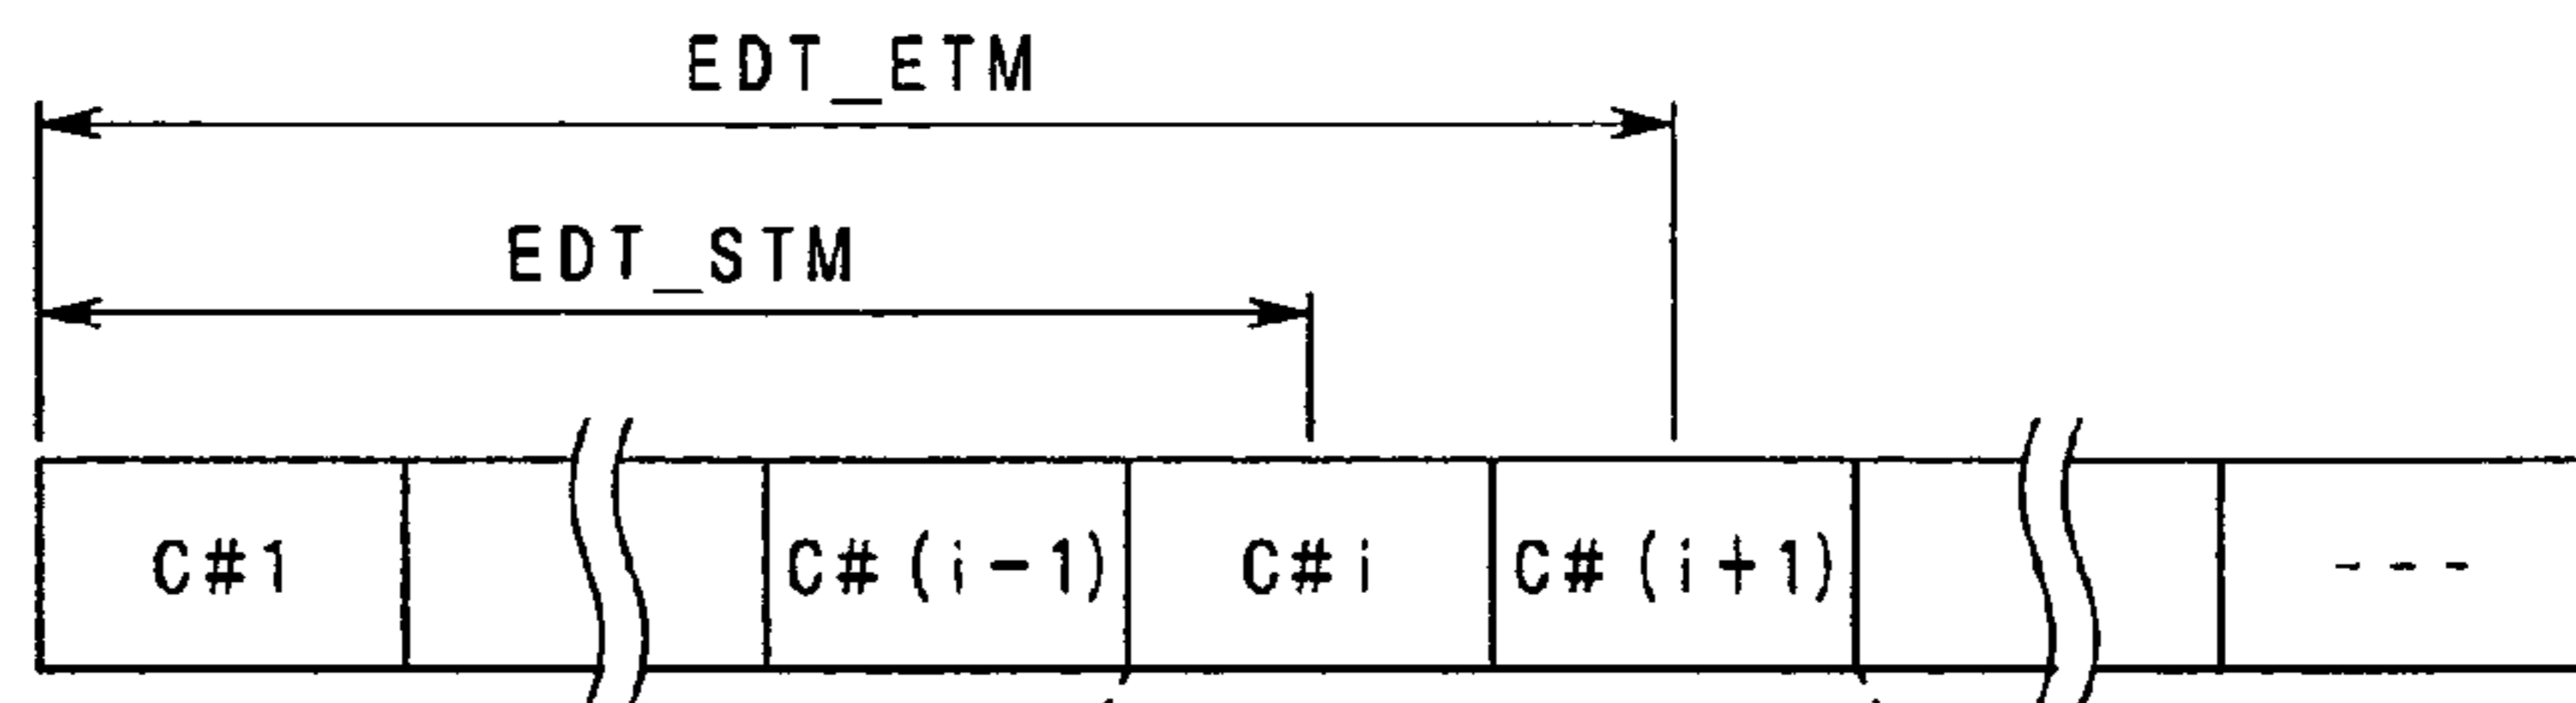 EDT_ETM
EDT_STM
C#1 C#(i-1) C#i C#(i+1) ---